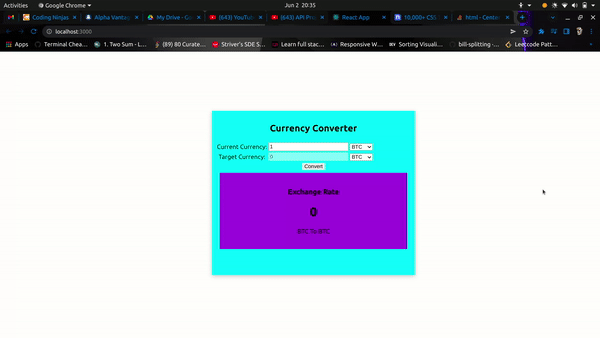 Activities Google Chrome Jun 2 20:35
Coding Ninjas Alpha Vanta My Drive - Go (643) YouTub (643) API Pr React App 10,000+ CSS html - Center
localhost:3000
Apps Terminal Cheat... 1. Two Sum - L... (89) 80 Curate... Striver's SDE S... Learn full stac... Responsive W... Sorting Visuali... bill-splitting -... Leetcode Patt...
Currency Converter
Current Currency: 1 BTC
Target Currency: 0 BTC
Convert
Exchange Rate
0
BTC To BTC